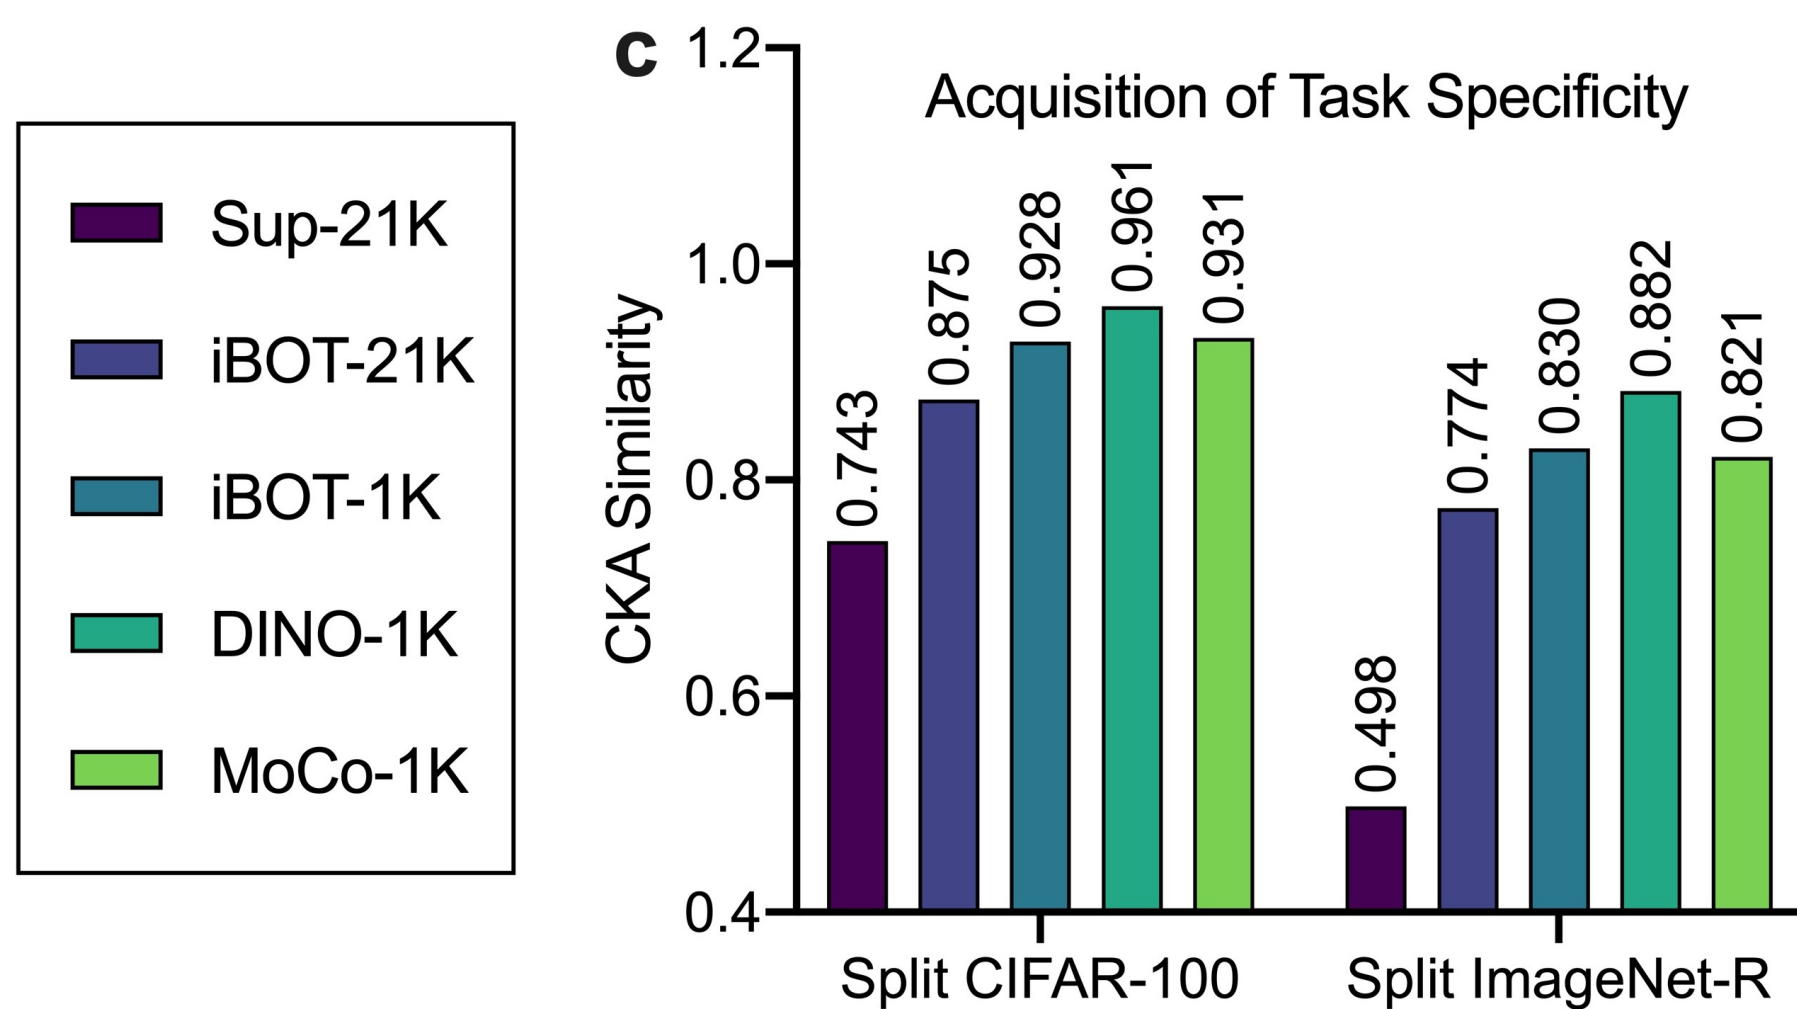 Sup-21K
iBOT-21K
iBOT-1K
DINO-1K
MoCo-1K
c
Acquisition of Task Specificity
CKA Similarity
1.2
1.0
0.8
0.6
0.4
0.743
0.875
0.928
0.961
0.931
0.498
0.774
0.830
0.882
0.821
Split CIFAR-100
Split ImageNet-R